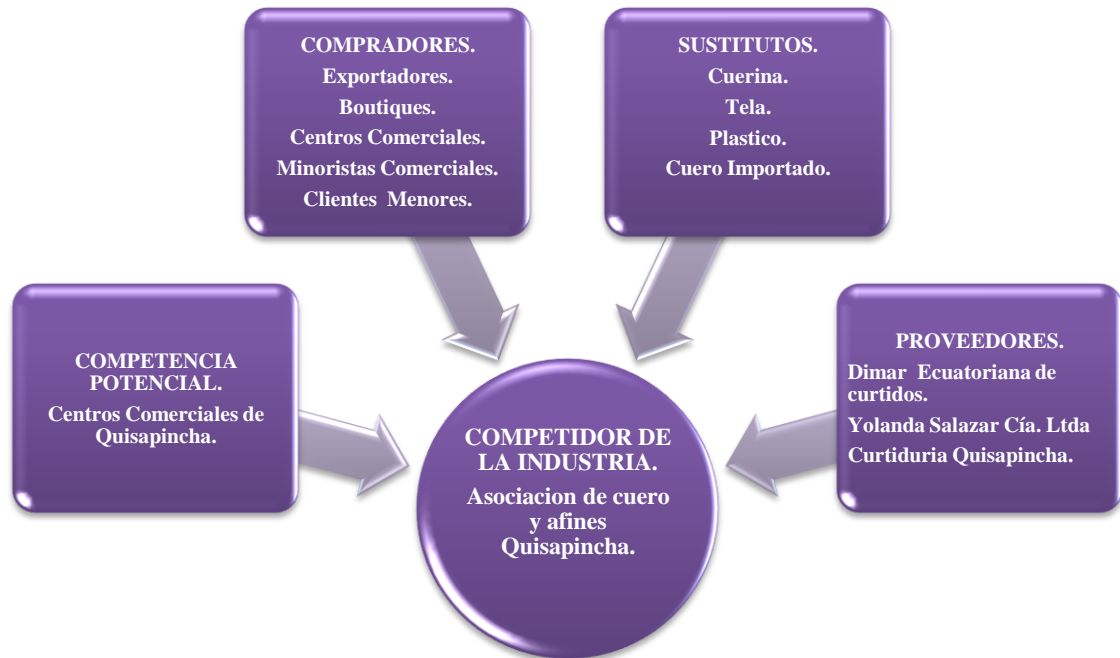 COMPRADORES.
Exportadores.
Boutiques.
Centros Comerciales.
Minoristas Comerciales.
Clientes Menores.
SUSTITUTOS.
Cuerina.
Tela.
Plastico.
Cuero Importado.
COMPETENCIA
POTENCIAL.
Centros Comerciales de
Quisapincha.
COMPETIDOR DE
LA INDUSTRIA.
Asociacion de cuero
y afines
Quisapincha.
PROVEEDORES.
Dimar Ecuatoriana de
curtidos.
Yolanda Salazar Cía. Ltda
Curtiduria Quisapincha.